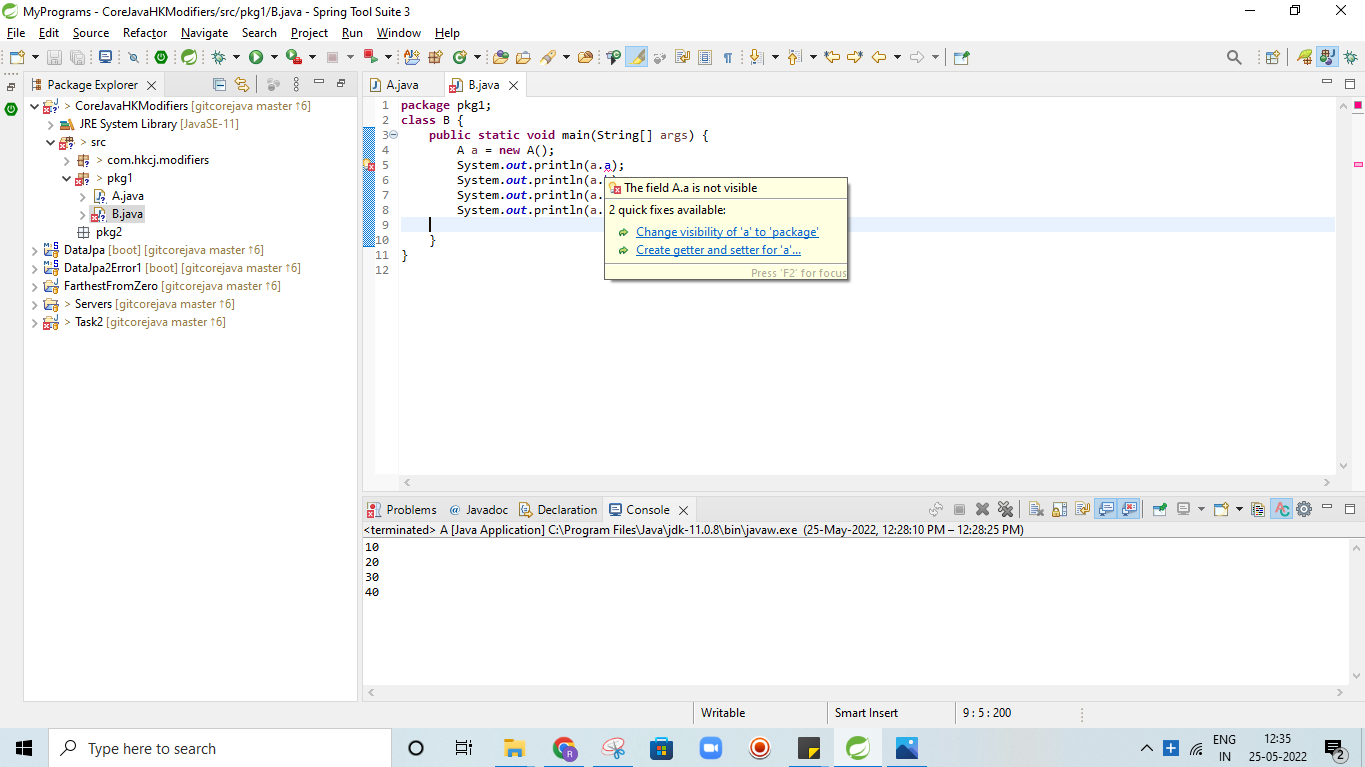 MyPrograms - CoreJavaHKModifiers/src/pkg1/B.java - Spring Tool Suite 3
File Edit Source Refactor Navigate Search Project Run Window Help
Package Explorer
> CoreJavaHKModifiers [gitcorejava master ↑6]
JRE System Library [JavaSE-11]
> src
> com.hkcj.modifiers
> pkg1
A.java
B.java
pkg2
DataJpa [boot] [gitcorejava master ↑6]
DataJpa2Error1 [boot] [gitcorejava master ↑6]
FarthestFromZero [gitcorejava master ↑6]
> Servers [gitcorejava master ↑6]
> Task2 [gitcorejava master ↑6]
A.java B.java
1 package pkg1;
2 class B {
3 public static void main(String[] args) {
4 A a = new A();
5 System.out.println(a.a);
6 System.out.println(a.
7 System.out.println(a.
8 System.out.println(a.
9
10 }
11 }
12
The field A.a is not visible
2 quick fixes available:
Change visibility of 'a' to 'package'
Create getter and setter for 'a'...
Press 'F2' for focus
Problems @ Javadoc Declaration Console
<terminated> A [Java Application] C:\Program Files\Java\jdk-11.0.8\bin\javaw.exe (25-May-2022, 12:28:10 PM – 12:28:25 PM)
10
20
30
40
Writable Smart Insert 9 : 5 : 200
Type here to search
ENG
IN
12:35
25-05-2022
2